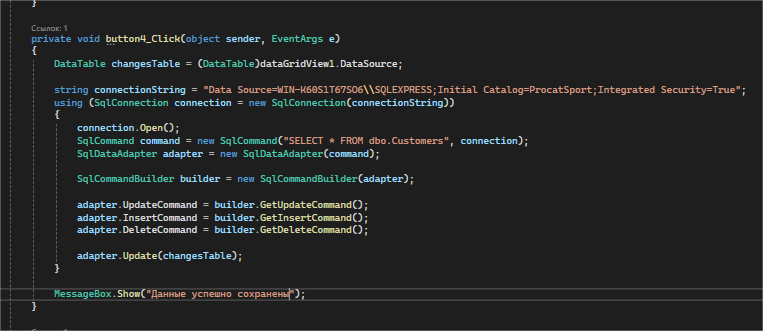 }
Ссылок: 1
private void button4_Click(object sender, EventArgs e)
{
DataTable changesTable = (DataTable)dataGridView1.DataSource;
string connectionString = "Data Source=WIN-K60S1T67SO6\\SQLEXPRESS;Initial Catalog=ProcatSport;Integrated Security=True";
using (SqlConnection connection = new SqlConnection(connectionString))
{
connection.Open();
SqlCommand command = new SqlCommand("SELECT * FROM dbo.Customers", connection);
SqlDataAdapter adapter = new SqlDataAdapter(command);
SqlCommandBuilder builder = new SqlCommandBuilder(adapter);
adapter.UpdateCommand = builder.GetUpdateCommand();
adapter.InsertCommand = builder.GetInsertCommand();
adapter.DeleteCommand = builder.GetDeleteCommand();
adapter.Update(changesTable);
}
MessageBox.Show("Данные успешно сохранены");
}